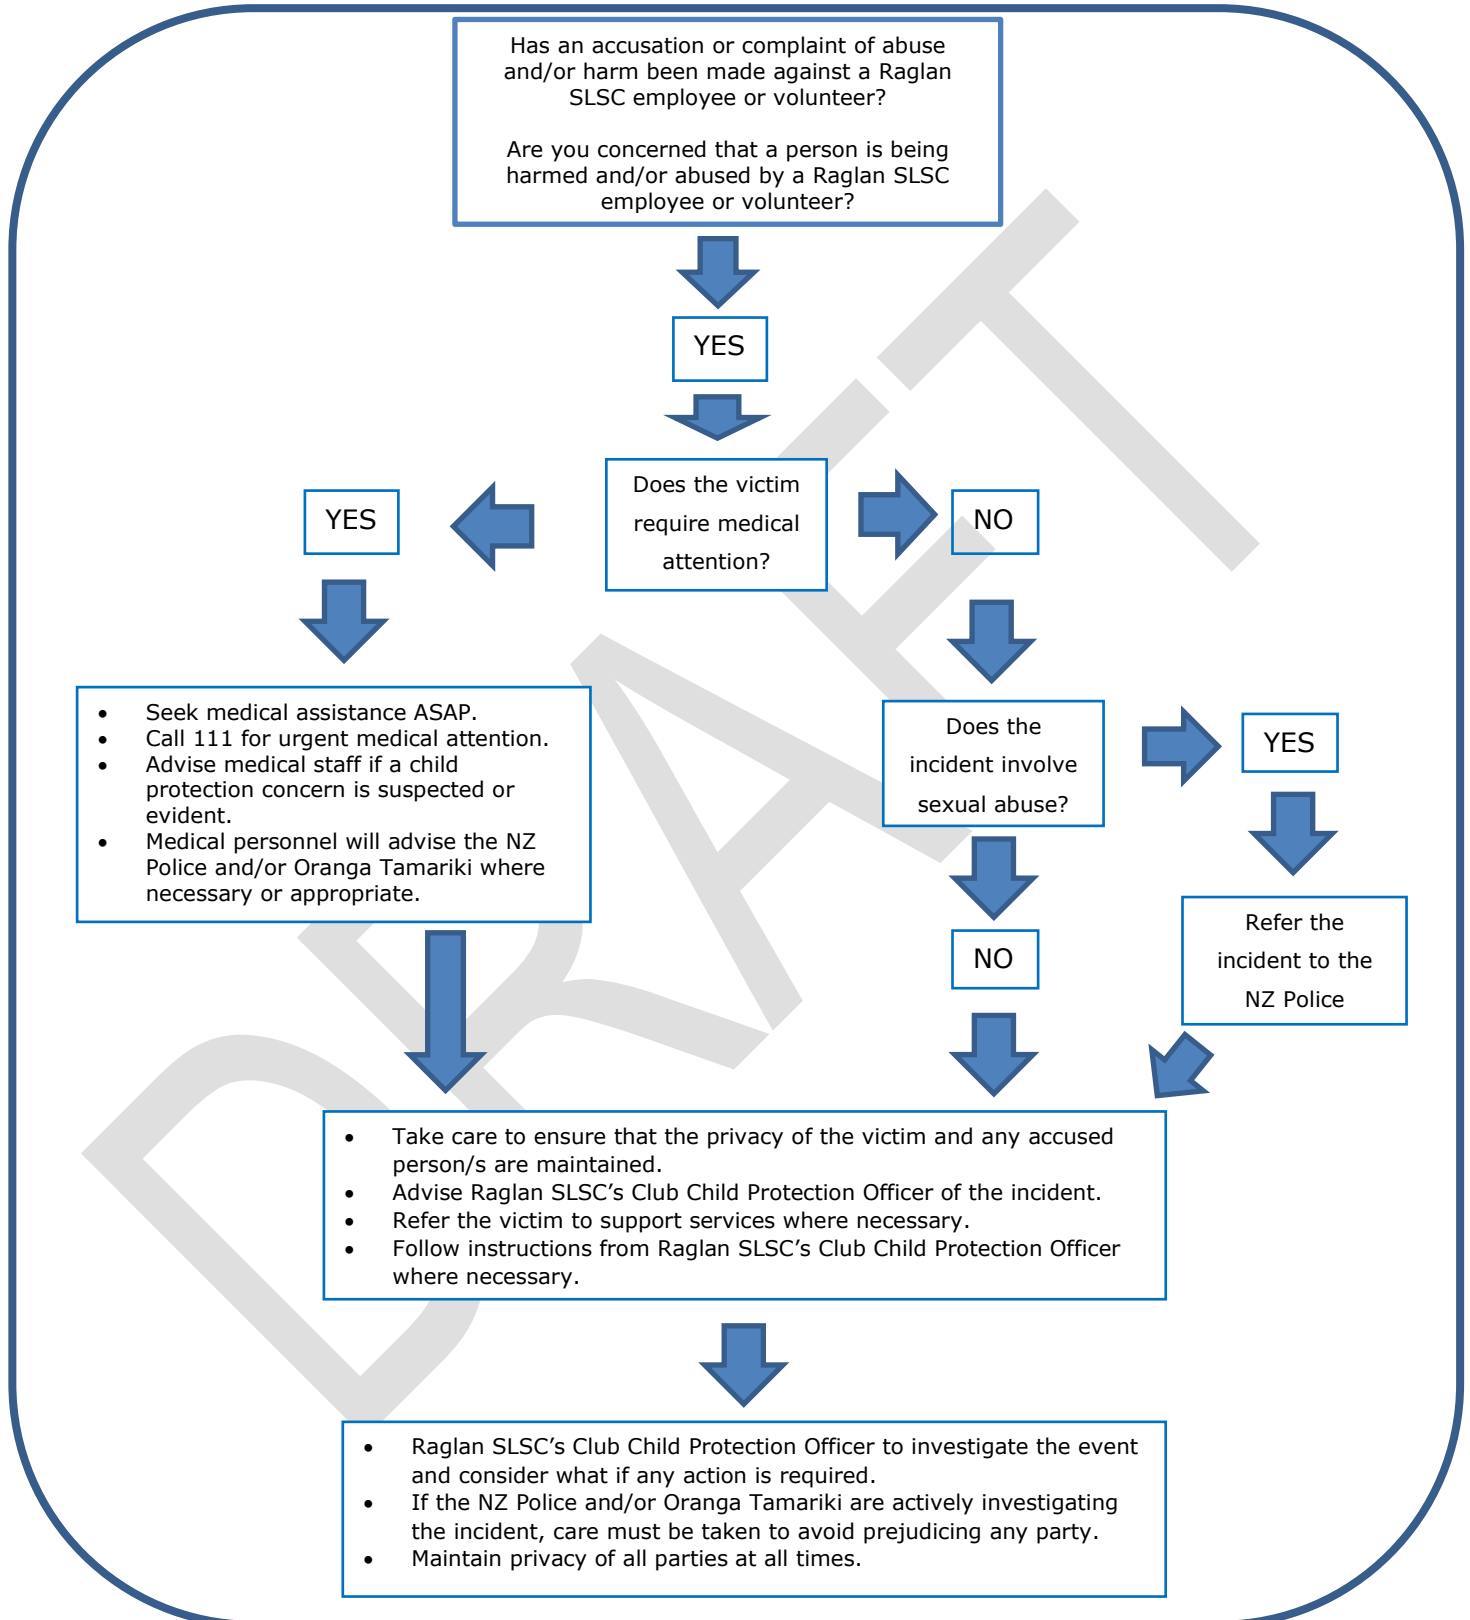 Has an accusation or complaint of abuse
and/or harm been made against a Raglan
SLSC employee or volunteer?
Are you concerned that a person is being
harmed and/or abused by a Raglan SLSC
employee or volunteer?
YES
Does the victim
require medical
attention?
YES
NO
• Seek medical assistance ASAP.
• Call 111 for urgent medical attention.
• Advise medical staff if a child
protection concern is suspected or
evident.
• Medical personnel will advise the NZ
Police and/or Oranga Tamariki where
necessary or appropriate.
Does the
incident involve
sexual abuse?
YES
NO
Refer the
incident to the
NZ Police
• Take care to ensure that the privacy of the victim and any accused
person/s are maintained.
• Advise Raglan SLSC’s Club Child Protection Officer of the incident.
• Refer the victim to support services where necessary.
• Follow instructions from Raglan SLSC’s Club Child Protection Officer
where necessary.
• Raglan SLSC’s Club Child Protection Officer to investigate the event
and consider what if any action is required.
• If the NZ Police and/or Oranga Tamariki are actively investigating
the incident, care must be taken to avoid prejudicing any party.
• Maintain privacy of all parties at all times.
DRAFT